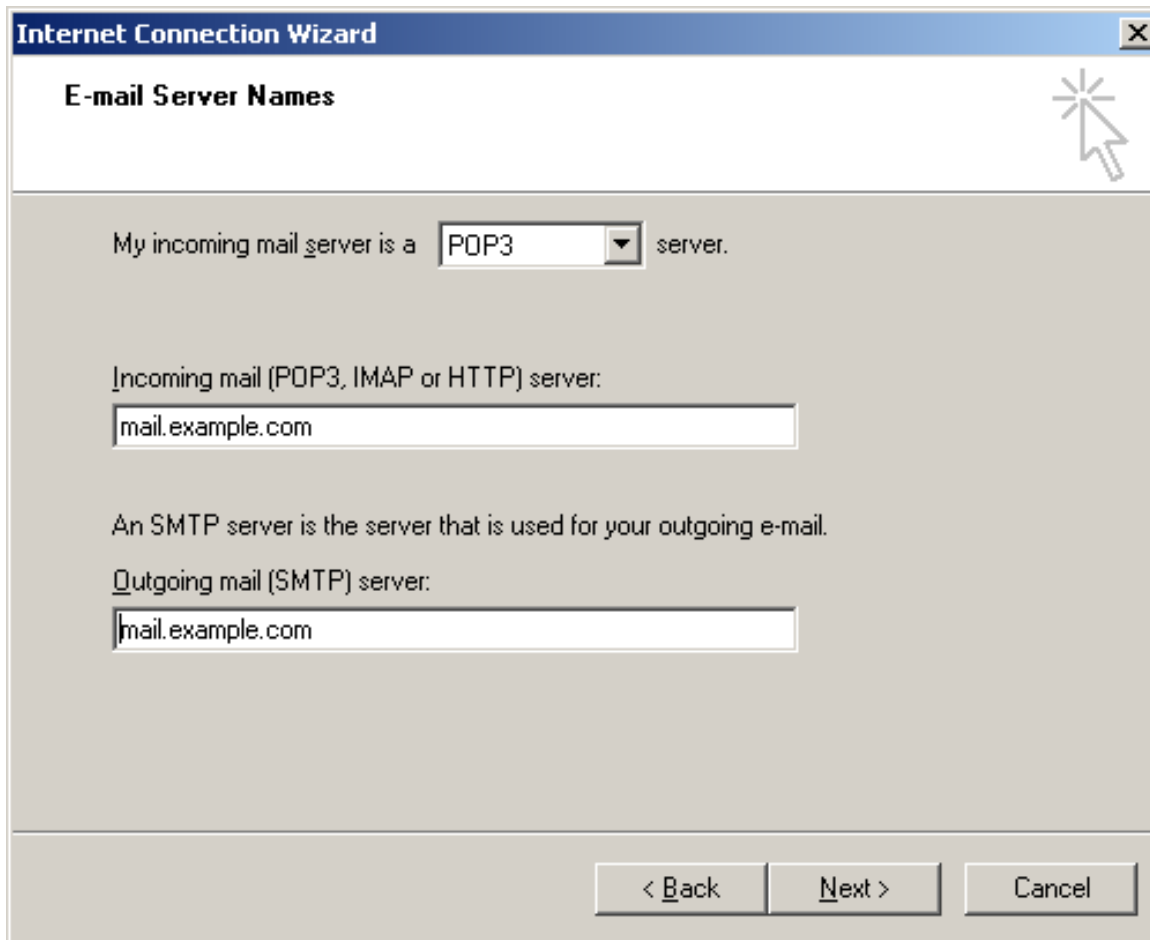 Internet Connection Wizard
E-mail Server Names
My incoming mail server is a POP3 server.
Incoming mail (POP3, IMAP or HTTP) server:
mail.example.com
An SMTP server is the server that is used for your outgoing e-mail.
Outgoing mail (SMTP) server:
mail.example.com
< Back Next > Cancel